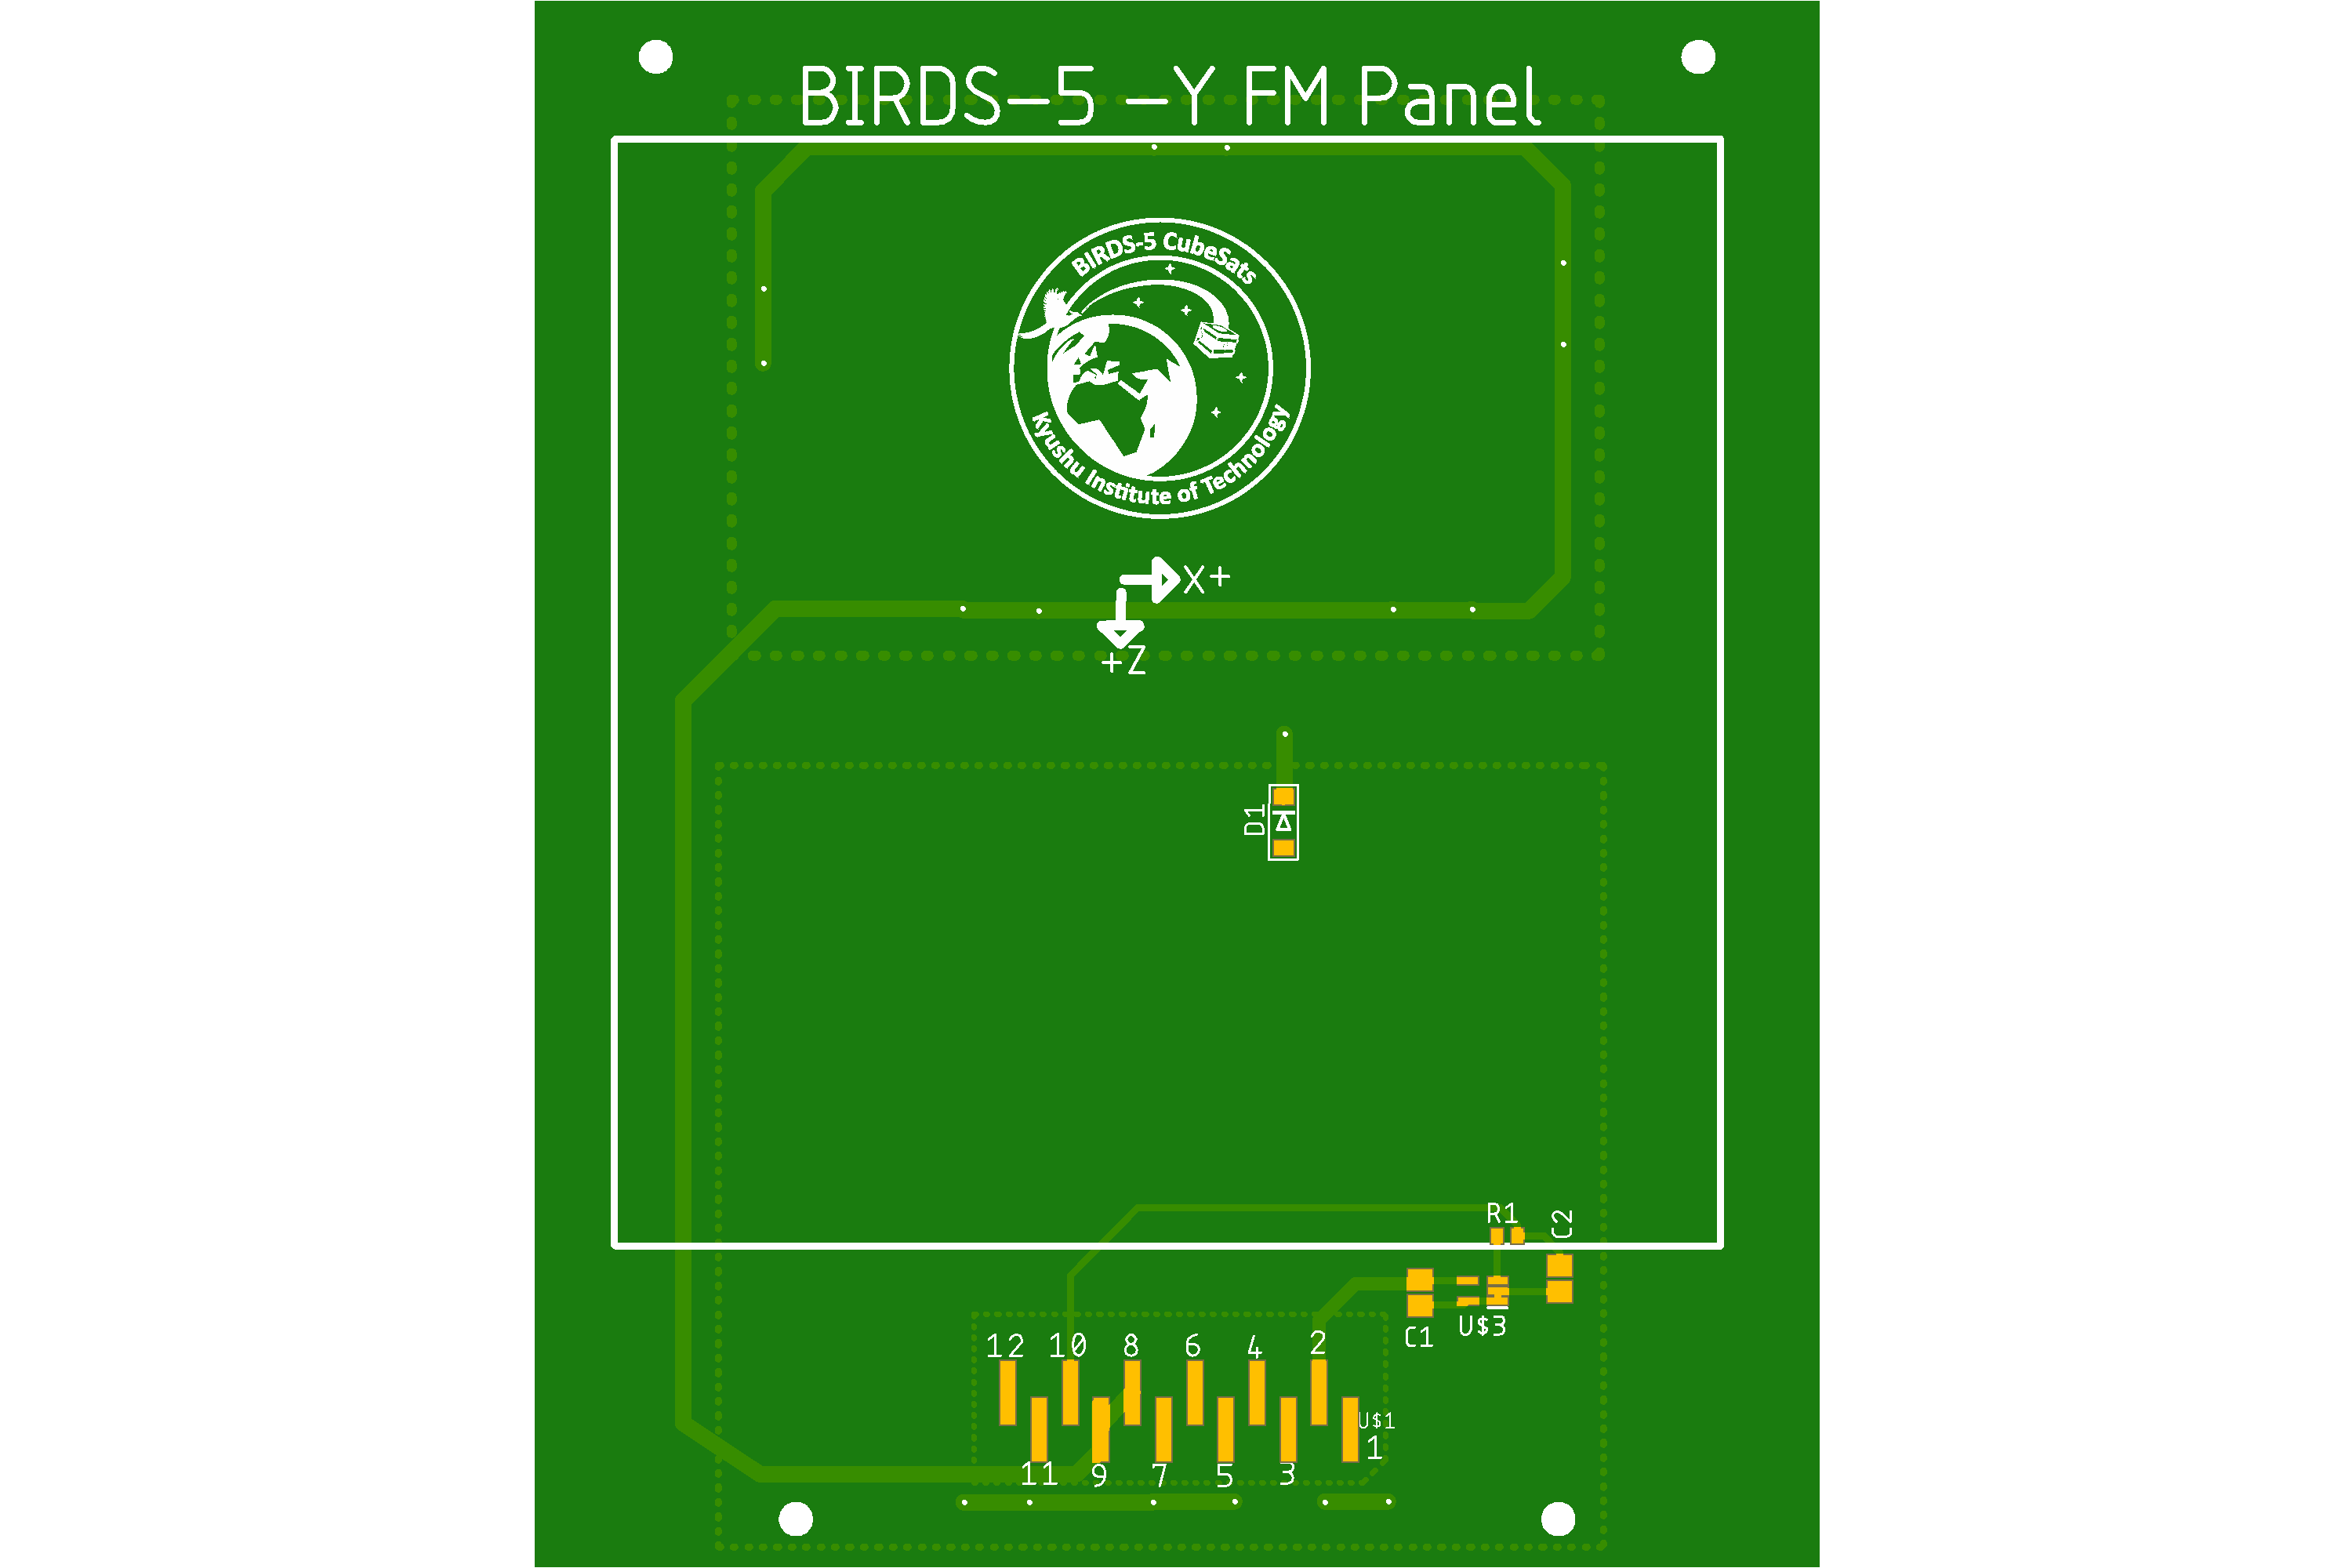 BIRDS-5-Y FM Panel
BIRDS-5 CubeSats
Kyushu Institute of Technology
X+
+Z
D1
R1
C2
C1
U$3
12 10 8 6 4 2
U$1
1
11 9 7 5 3